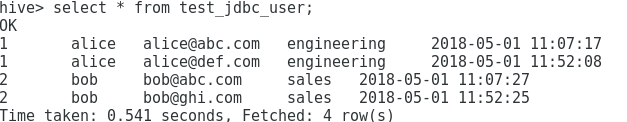 hive> select * from test_jdbc_user;
OK
1 alice alice@abc.com engineering 2018-05-01 11:07:17
1 alice alice@def.com engineering 2018-05-01 11:52:08
2 bob bob@abc.com sales 2018-05-01 11:07:27
2 bob bob@ghi.com sales 2018-05-01 11:52:25
Time taken: 0.541 seconds, Fetched: 4 row(s)